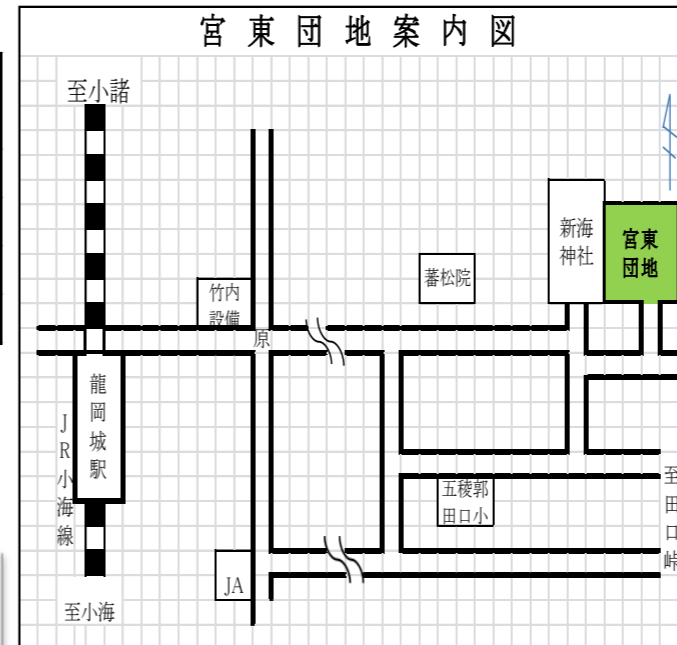 宮東団地案内図
至小諸
新海
神社
宮東
団地
蕃松院
竹内
設備
原
龍岡城駅
JR小海線
五稜郭
田口小
至田口峠
JA
至小海